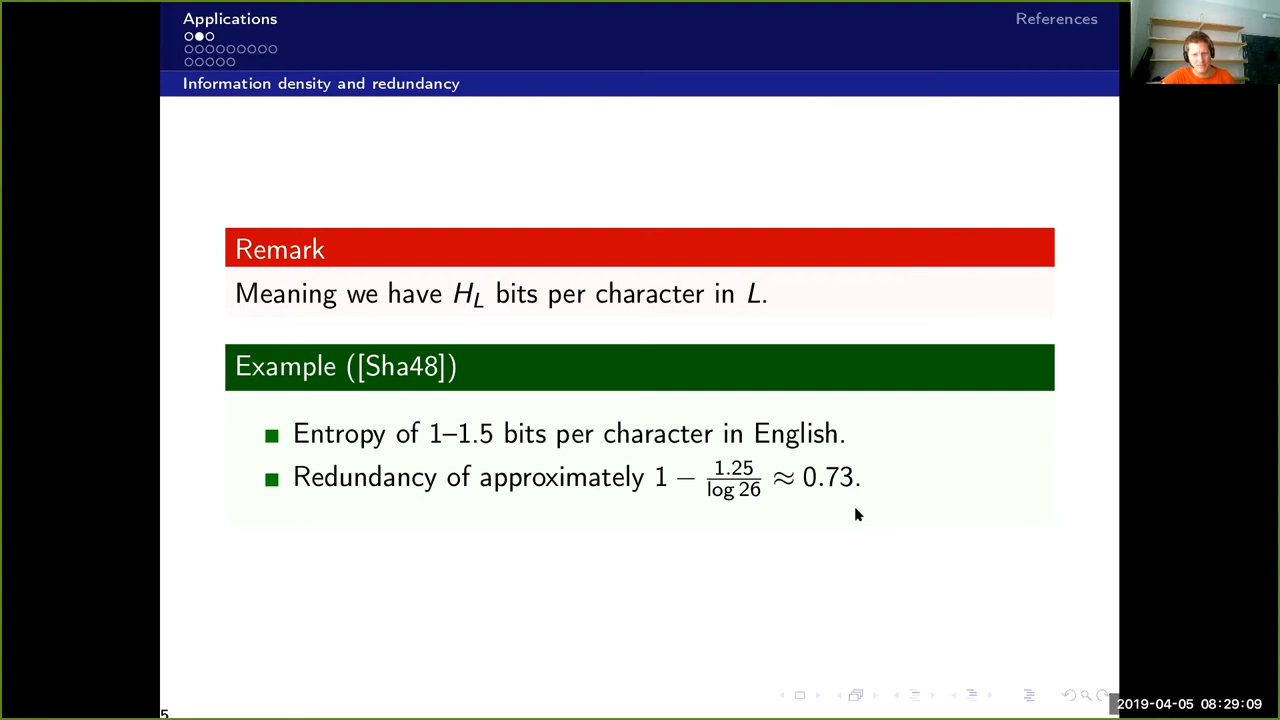 Applications
References
Information density and redundancy
Remark
Meaning we have H_L bits per character in L.
Example ([Sha48])
Entropy of 1–1.5 bits per character in English.
Redundancy of approximately 1 − 1.25/log 26 ≈ 0.73.
5
2019-04-05 08:29:09